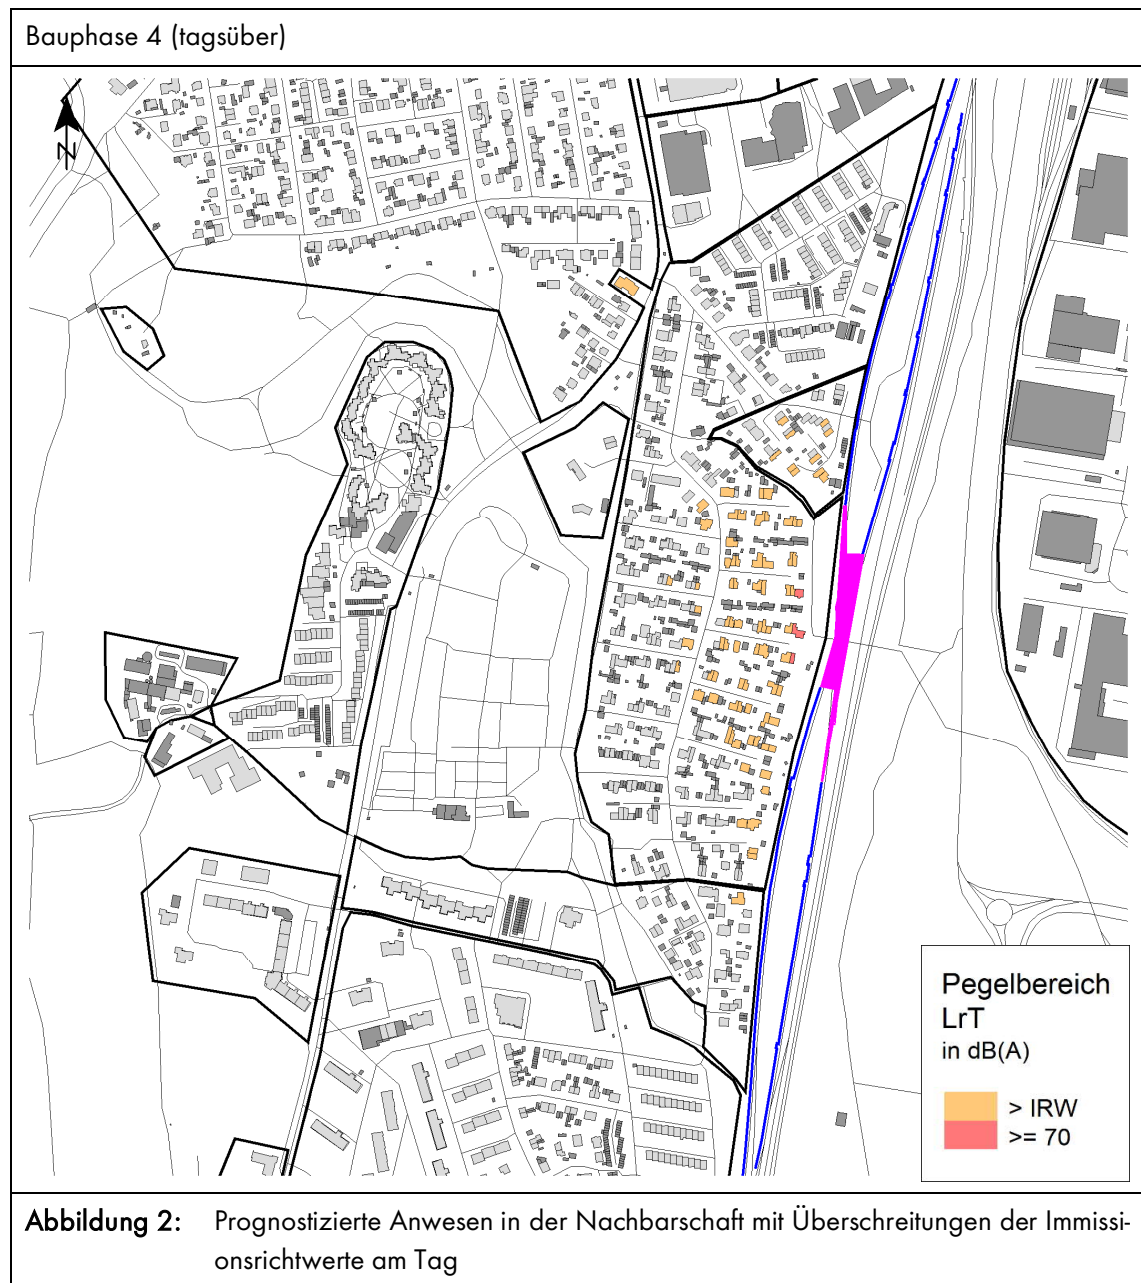 Bauphase 4 (tagsüber)
N
Pegelbereich
LrT
in dB(A)
> IRW
>= 70
Abbildung 2: Prognostizierte Anwesen in der Nachbarschaft mit Überschreitungen der Immissi-
onsrichtwerte am Tag